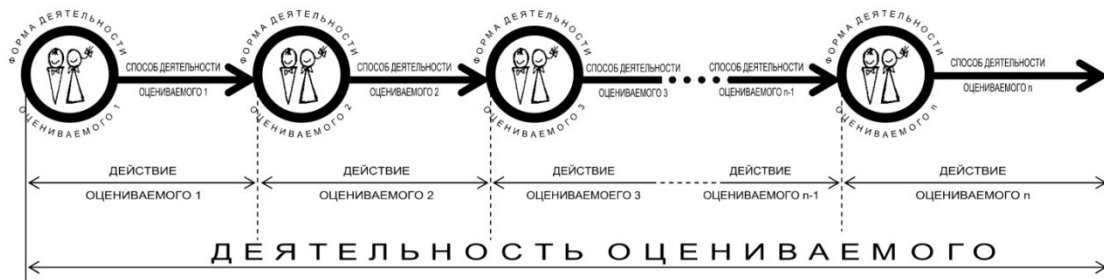 ФОРМА ДЕЯТЕЛЬНОСТИ
ОЦЕНИВАЕМОГО 1
СПОСОБ ДЕЯТЕЛЬНОСТИ
ОЦЕНИВАЕМОГО 1
ФОРМА ДЕЯТЕЛЬНОСТИ
ОЦЕНИВАЕМОГО 2
СПОСОБ ДЕЯТЕЛЬНОСТИ
ОЦЕНИВАЕМОГО 2
ФОРМА ДЕЯТЕЛЬНОСТИ
ОЦЕНИВАЕМОГО 3
СПОСОБ ДЕЯТЕЛЬНОСТИ
ОЦЕНИВАЕМОГО 3
СПОСОБ ДЕЯТЕЛЬНОСТИ
ОЦЕНИВАЕМОГО n-1
ФОРМА ДЕЯТЕЛЬНОСТИ
ОЦЕНИВАЕМОГО n
СПОСОБ ДЕЯТЕЛЬНОСТИ
ОЦЕНИВАЕМОГО n
ДЕЙСТВИЕ
ОЦЕНИВАЕМОГО 1
ДЕЙСТВИЕ
ОЦЕНИВАЕМОГО 2
ДЕЙСТВИЕ
ОЦЕНИВАЕМОЕГО 3
ДЕЙСТВИЕ
ОЦЕНИВАЕМОГО n-1
ДЕЙСТВИЕ
ОЦЕНИВАЕМОГО n
ДЕЯТЕЛЬНОСТЬ ОЦЕНИВАЕМОГО